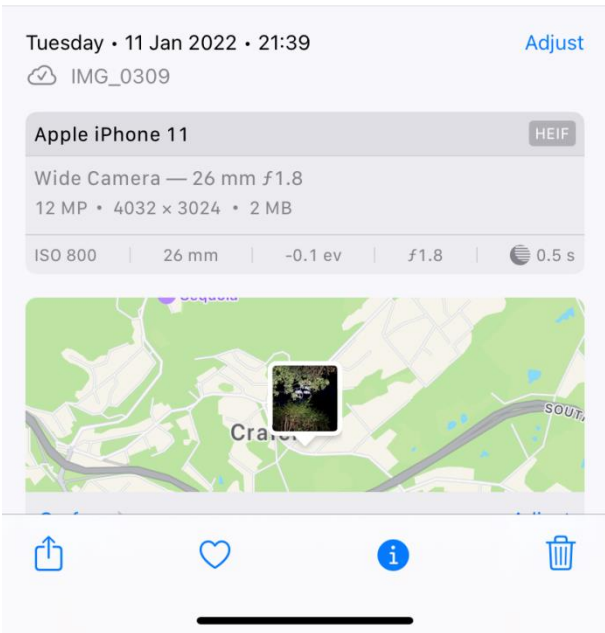 Tuesday • 11 Jan 2022 • 21:39
Adjust
IMG_0309
Apple iPhone 11
HEIF
Wide Camera — 26 mm ƒ1.8
12 MP • 4032 × 3024 • 2 MB
ISO 800 | 26 mm | -0.1 ev | ƒ1.8 | 0.5 s
Sequoia
SOUT